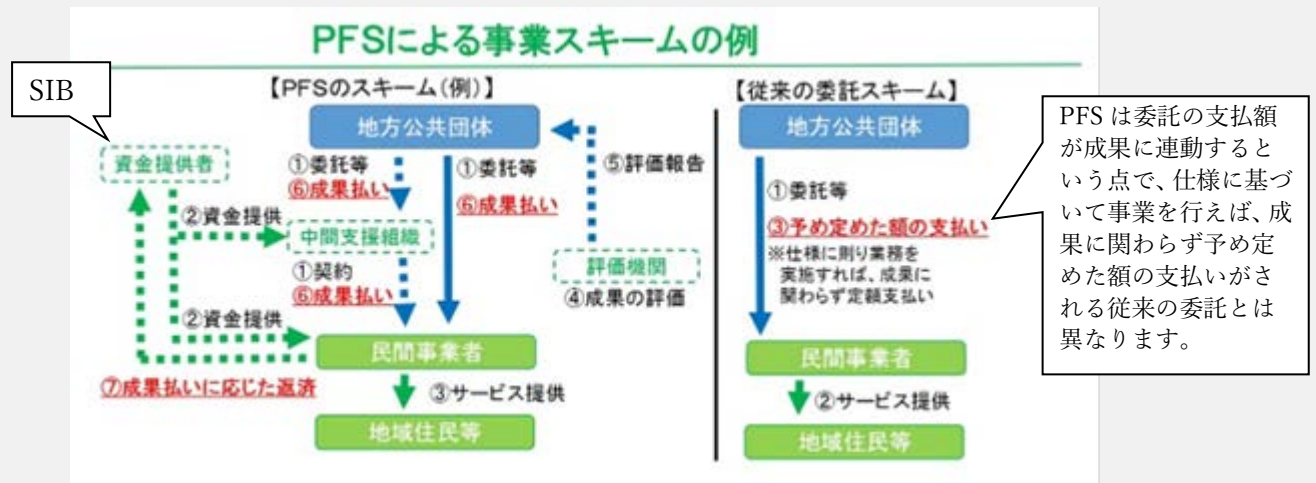 PFSによる事業スキームの例
SIB
【PFSのスキーム(例)】
地方公共団体
資金提供者
①委託等
⑥成果払い
①委託等
⑥成果払い
⑤評価報告
②資金提供
中間支援組織
①契約
⑥成果払い
評価機関
④成果の評価
②資金提供
民間事業者
⑦成果払いに応じた返済
③サービス提供
地域住民等
【従来の委託スキーム】
地方公共団体
①委託等
③予め定めた額の支払い
※仕様に則り業務を
実施すれば、成果に
関わらず定額支払い
民間事業者
②サービス提供
地域住民等
PFS は委託の支払額
が成果に連動すると
いう点で、仕様に基づ
いて事業を行えば、成
果に関わらず予め定
めた額の支払いがさ
れる従来の委託とは
異なります。